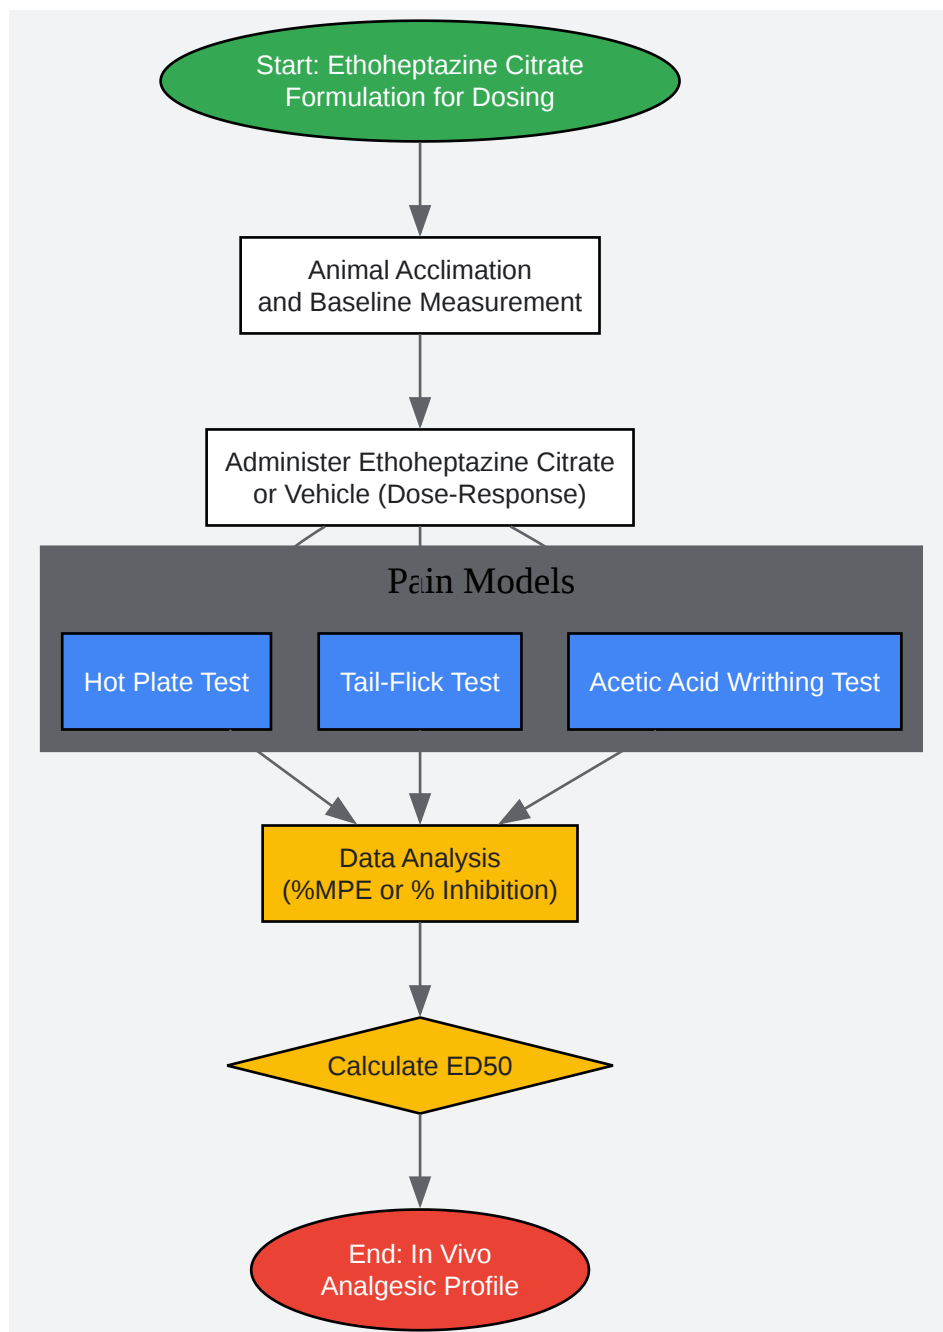 Start: Ethoheptazine Citrate
Formulation for Dosing
Animal Acclimation
and Baseline Measurement
Administer Ethoheptazine Citrate
or Vehicle (Dose-Response)
Pain Models
Hot Plate Test
Tail-Flick Test
Acetic Acid Writhing Test
Data Analysis
(%MPE or % Inhibition)
Calculate ED50
End: In Vivo
Analgesic Profile